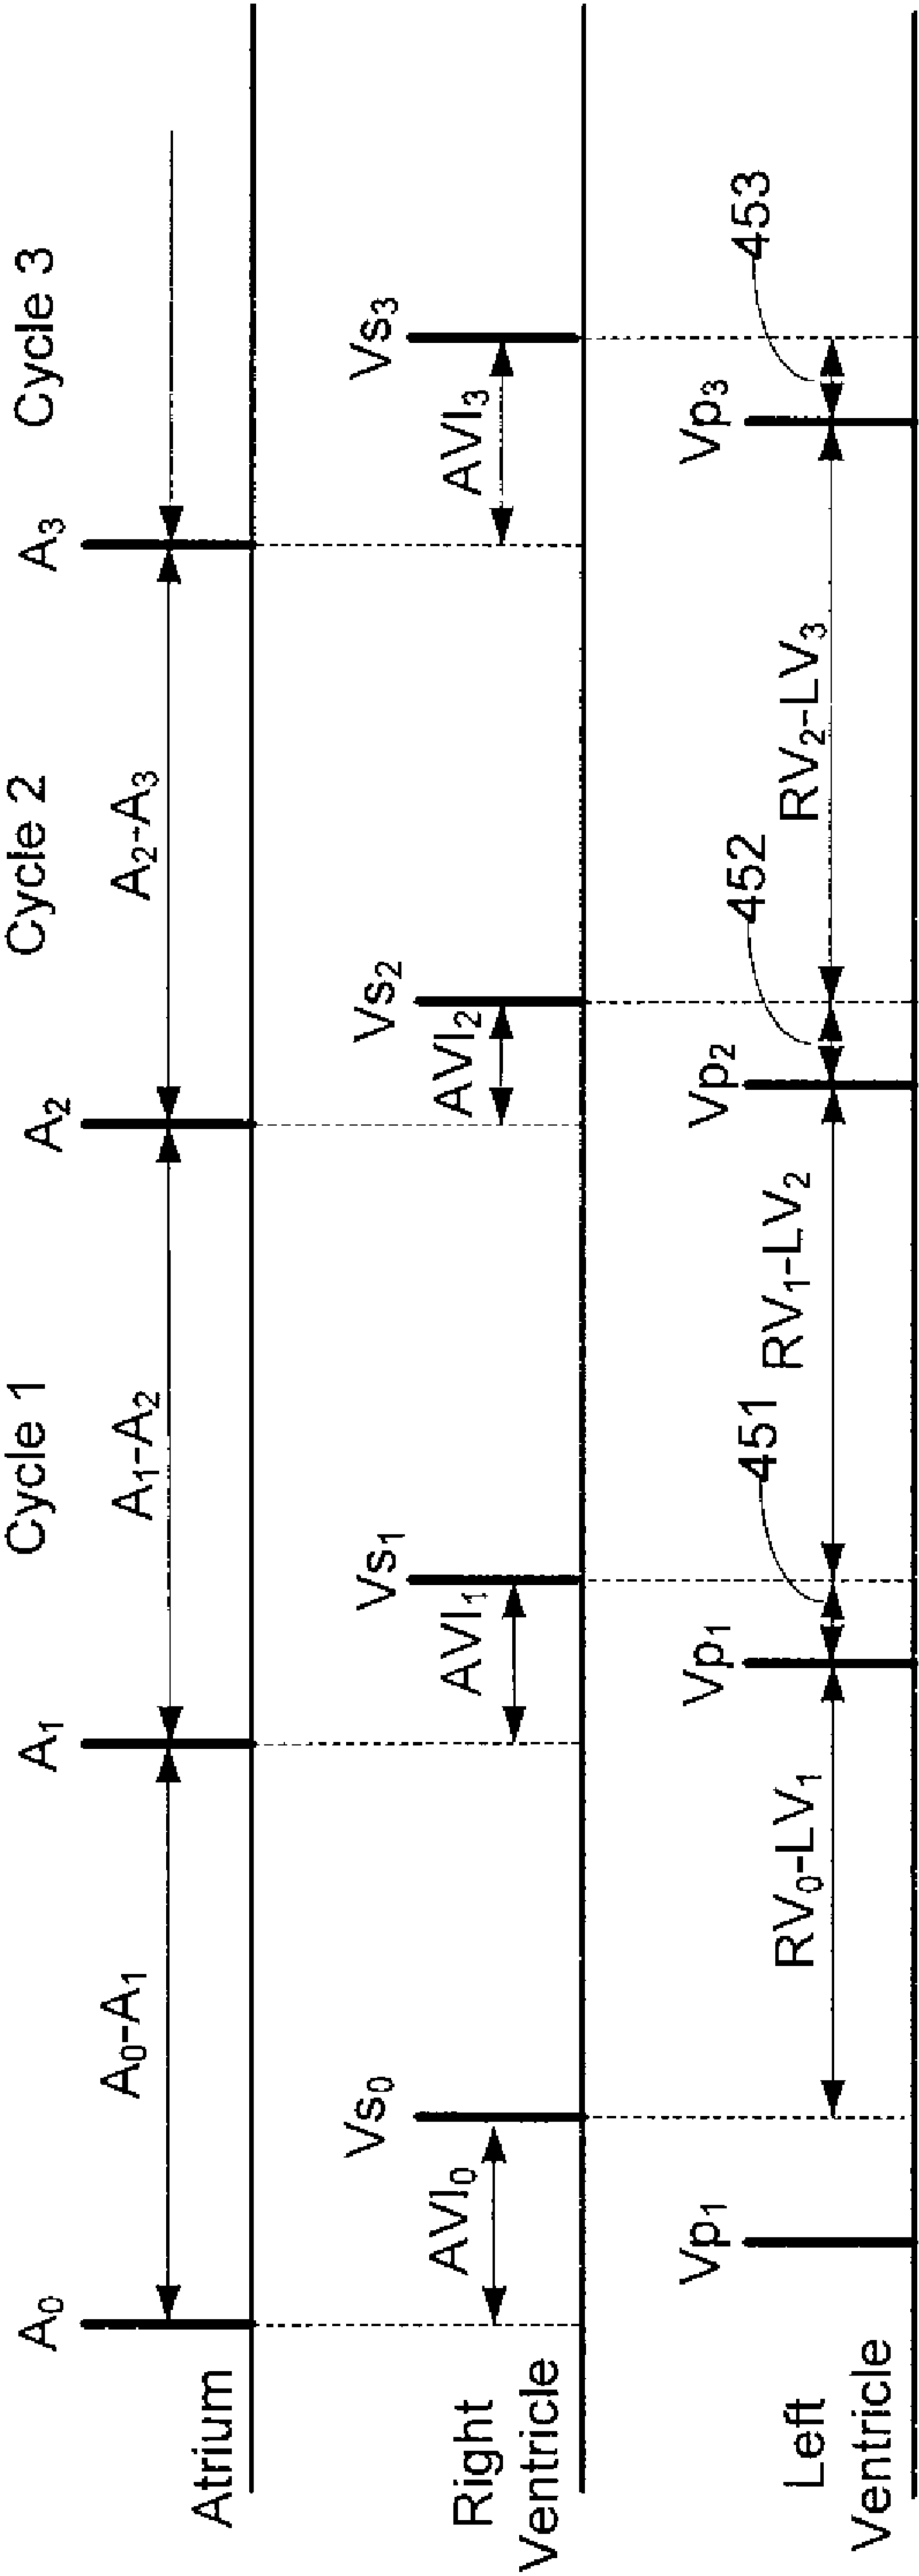 Cycle 1
Cycle 2
Cycle 3
A0
A0-A1
A1
A1-A2
A2
A2-A3
A3
Atrium
Vs0
AVI0
Vs1
AVI1
Vs2
AVI2
Vs3
AVI3
Right
Ventricle
Vp1
RV0-LV1
Vp1
451
RV1-LV2
Vp2
452
RV2-LV3
Vp3
453
Left
Ventricle